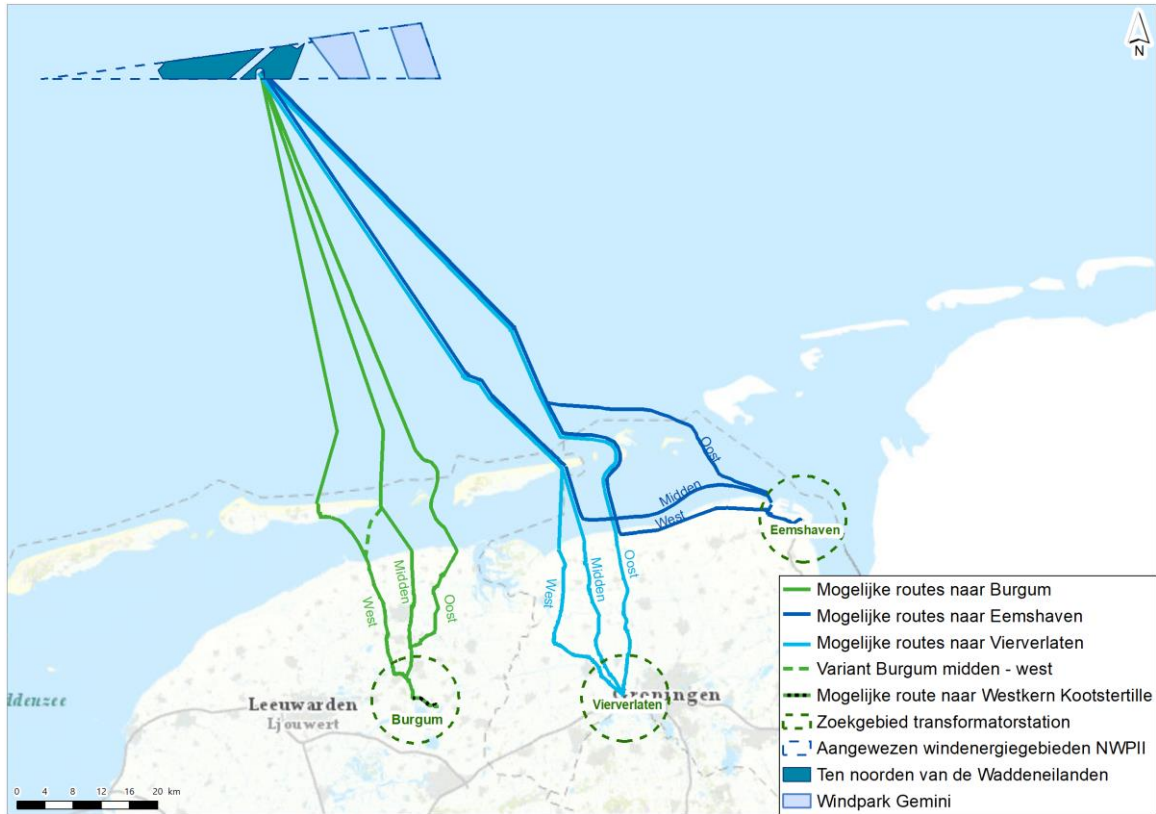 N
Oost
Midden
West
Eemshaven
Oost
Midden
West
West
Midden
Oost
ddenzee
Leeuwarden
Ljouwert
Burgum
Groningen
Vierverlaten
Mogelijke routes naar Burgum
Mogelijke routes naar Eemshaven
Mogelijke routes naar Vierverlaten
Variant Burgum midden - west
Mogelijke route naar Westkern Kootstertille
Zoekgebied transformatorstation
Aangewezen windenergiegebieden NWPII
Ten noorden van de Waddeneilanden
Windpark Gemini
0 4 8 12 16 20 km